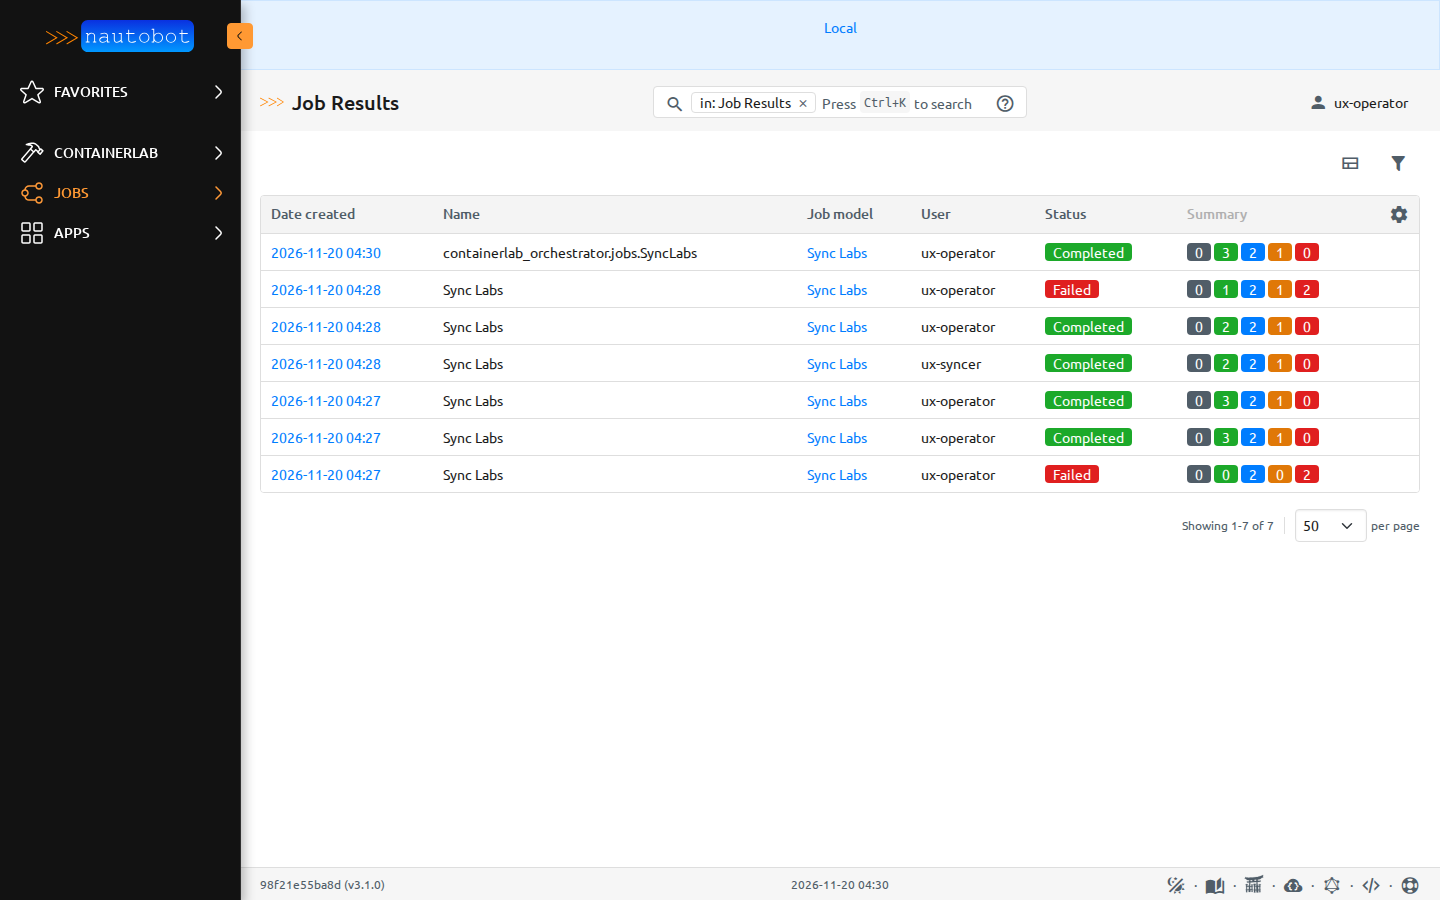 nautobot
Local
FAVORITES
Job Results
in: Job Results × Press Ctrl+K to search
ux-operator
CONTAINERLAB
JOBS
APPS
Date created Name Job model User Status Summary
2026-11-20 04:30 containerlab_orchestrator.jobs.SyncLabs Sync Labs ux-operator Completed 0 3 2 1 0
2026-11-20 04:28 Sync Labs Sync Labs ux-operator Failed 0 1 2 1 2
2026-11-20 04:28 Sync Labs Sync Labs ux-operator Completed 0 2 2 1 0
2026-11-20 04:28 Sync Labs Sync Labs ux-syncer Completed 0 2 2 1 0
2026-11-20 04:27 Sync Labs Sync Labs ux-operator Completed 0 3 2 1 0
2026-11-20 04:27 Sync Labs Sync Labs ux-operator Completed 0 3 2 1 0
2026-11-20 04:27 Sync Labs Sync Labs ux-operator Failed 0 0 2 0 2
Showing 1-7 of 7 50 per page
98f21e55ba8d (v3.1.0) 2026-11-20 04:30